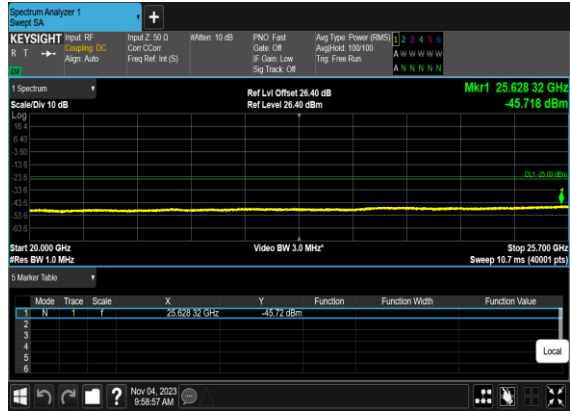 Spectrum Analyzer 1
Swept SA
KEYSIGHT Input: RF Input Z: 50 Ω #Atten: 10 dB PNO: Fast Avg Type: Power (RMS) 1 2 3 4 5 6
R T Coupling: DC Corr CCorr Gate: Off Avg|Hold: 100/100 A W W W W W
Align: Auto Freq Ref: Int (S) IF Gain: Low Trig: Free Run
Sig Track: Off A N N N N N
1 Spectrum Ref Lvl Offset 26.40 dB Mkr1 25.628 32 GHz
Scale/Div 10 dB Ref Level 26.40 dBm -45.718 dBm
Log
16.4
6.40
-3.60
-13.6
-23.6 DL1 -25.00 dBm
-33.6 1
-43.6
-53.6
-63.6
Start 20.000 GHz Video BW 3.0 MHz* Stop 25.700 GHz
#Res BW 1.0 MHz Sweep 10.7 ms (40001 pts)
5 Marker Table
Mode Trace Scale X Y Function Function Width Function Value
1 N 1 f 25.628 32 GHz -45.72 dBm
2
3
4
5
6
Local
Nov 04, 2023
9:58:57 AM